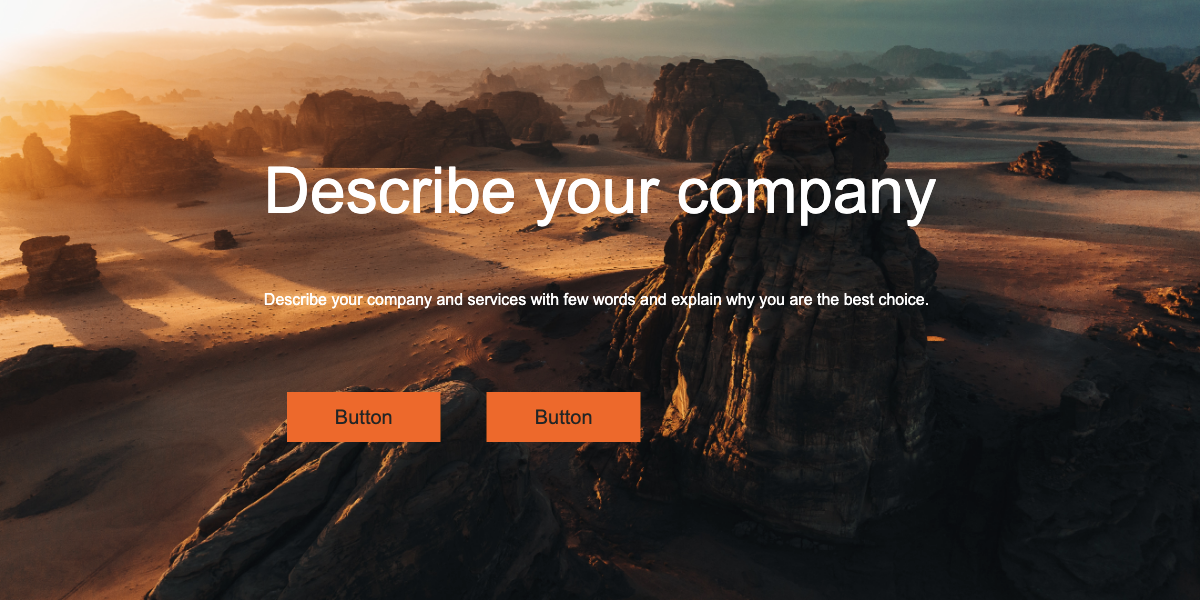 Describe your company
Describe your company and services with few words and explain why you are the best choice.
Button
Button